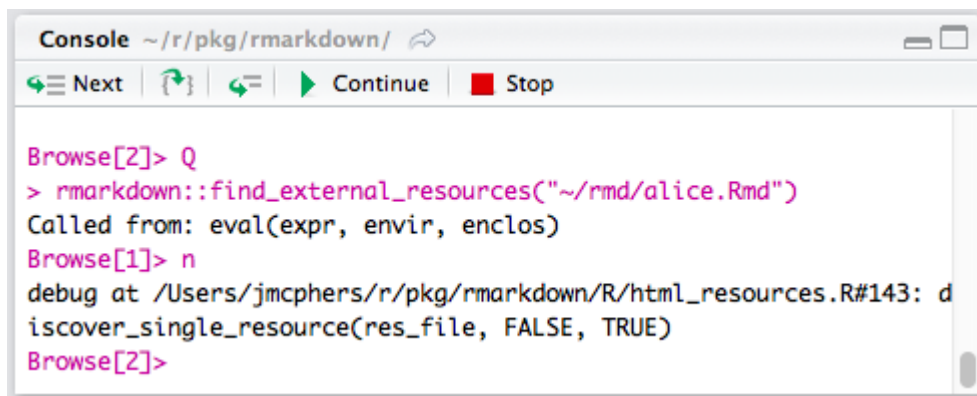 Console ~/r/pkg/rmarkdown/
Next Continue Stop
Browse[2]> Q
> rmarkdown::find_external_resources("~/rmd/alice.Rmd")
Called from: eval(expr, envir, enclos)
Browse[1]> n
debug at /Users/jmcphers/r/pkg/rmarkdown/R/html_resources.R#143: d
iscover_single_resource(res_file, FALSE, TRUE)
Browse[2]>